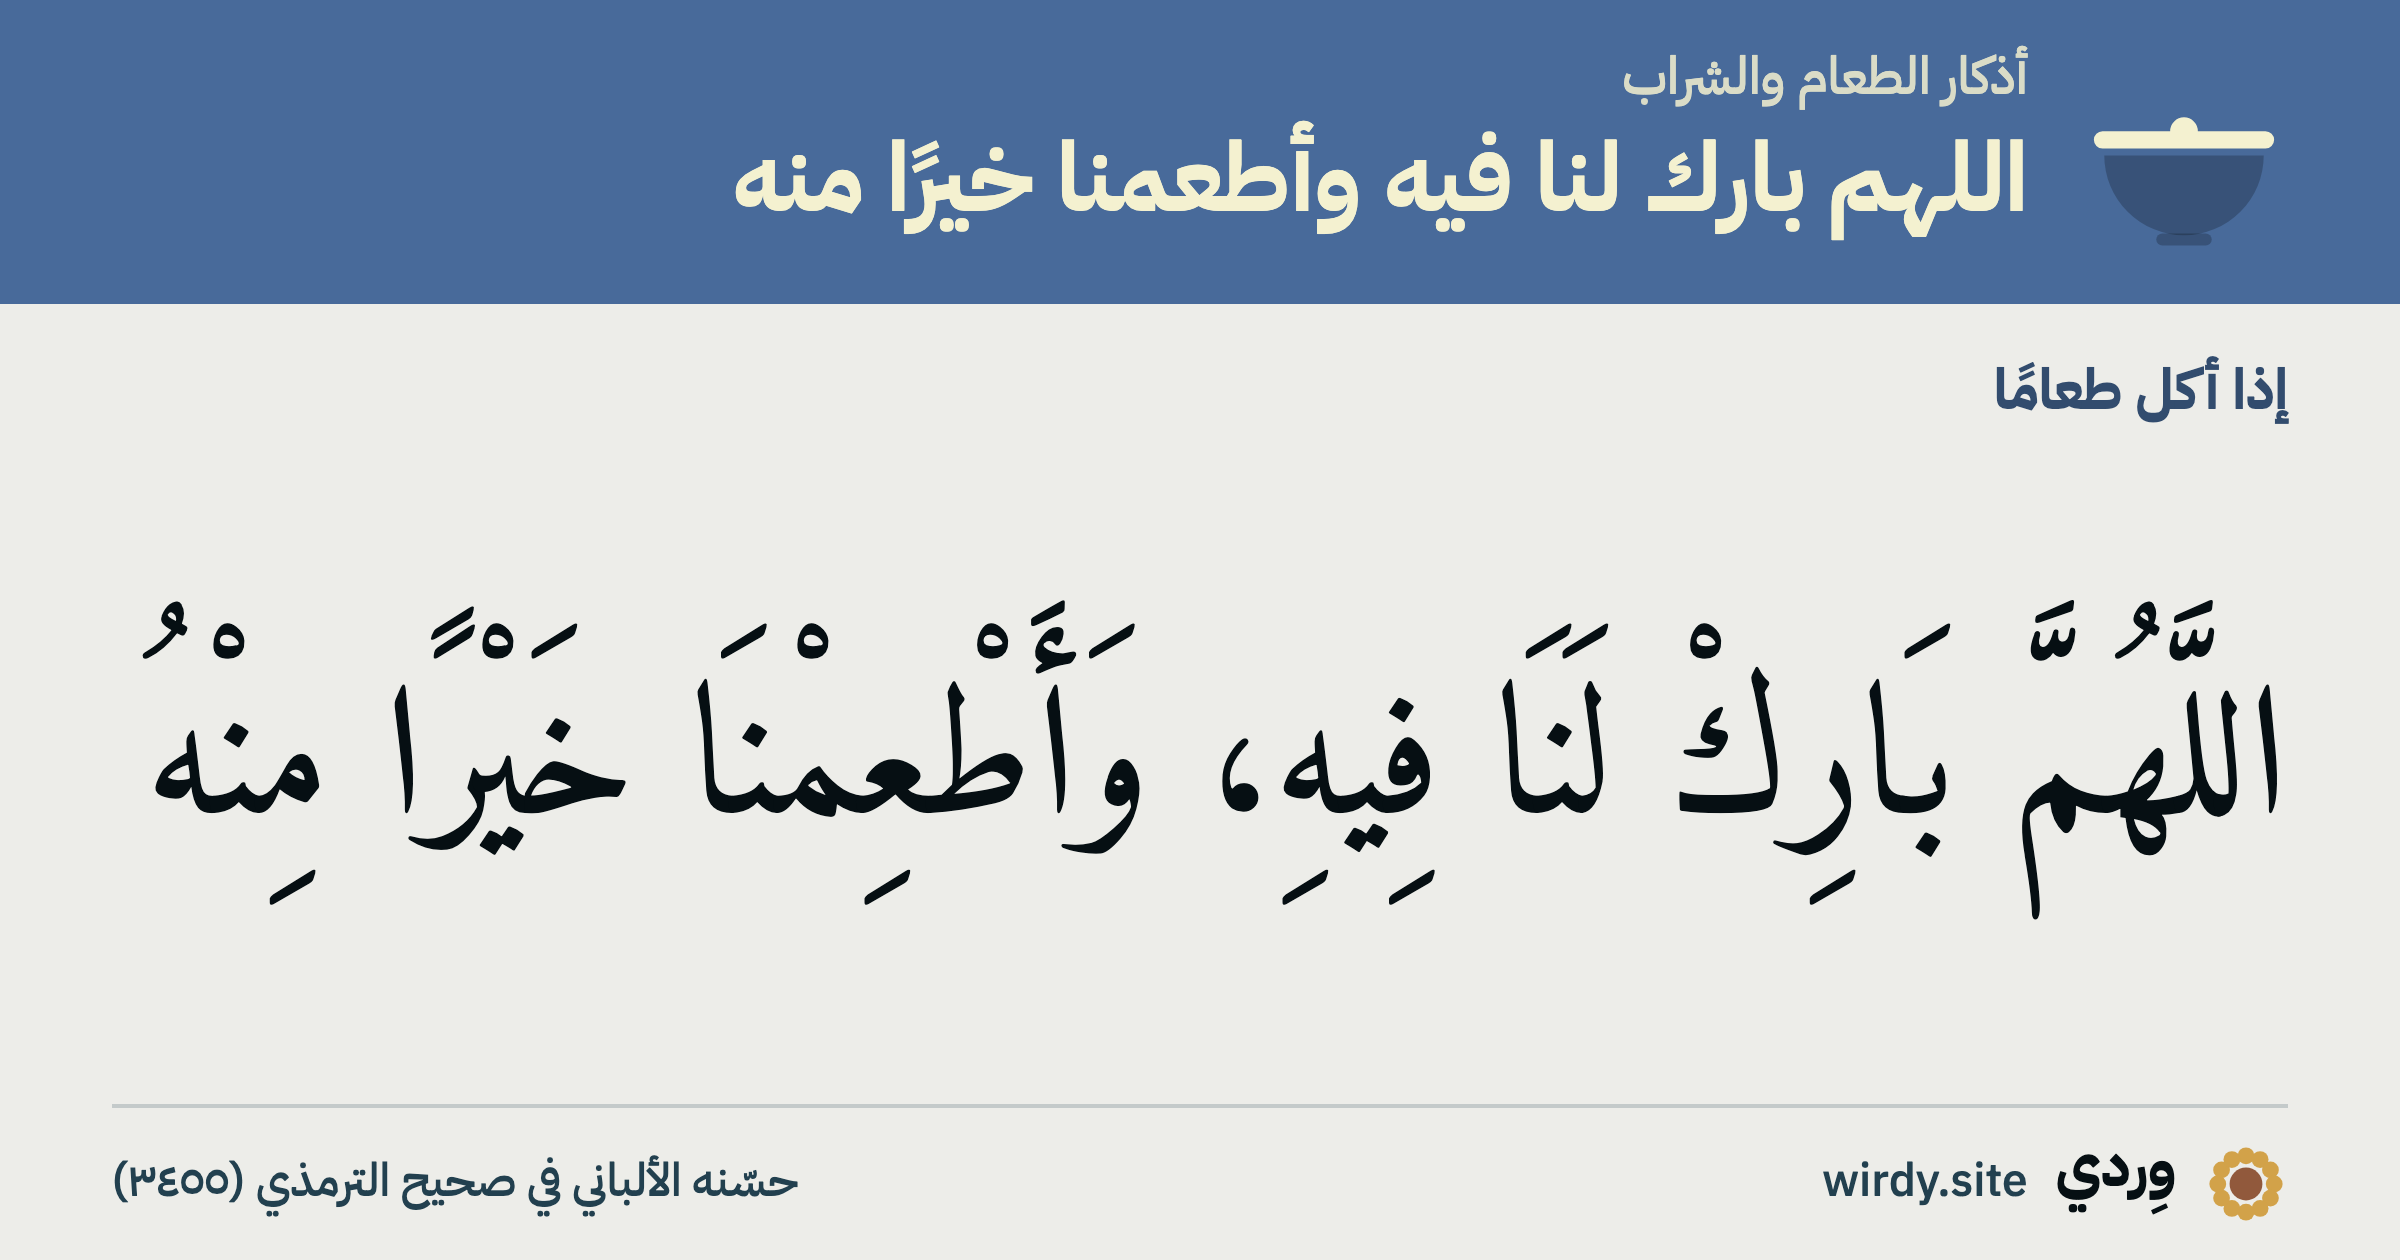 أذكار الطعام والشراب
اللهم بارك لنا فيه وأطعمنا خيرًا منه
إذا أكل طعامًا
اللَّهُمَّ بَارِكْ لَنَا فِيهِ، وَأَطْعِمْنَا خَيْرًا مِنْهُ
وِردي wirdy.site
حسّنه الألباني في صحيح الترمذي (٣٤٥٥)